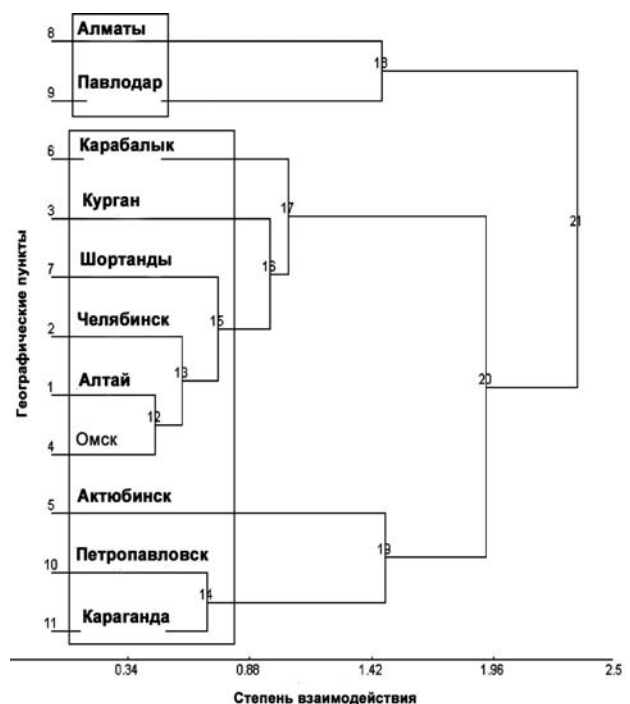 8 Алматы
18
9 Павлодар
6 Карабалык
17
3 Курган
21
16
7 Шортанды
15
2 Челябинск
13
20
1 Алтай
12
4 Омск
5 Актюбинск
19
10 Петропавловск
14
11 Караганда
Географические пункты
0.34 0.88 1.42 1.96 2.5
Степень взаимодействия